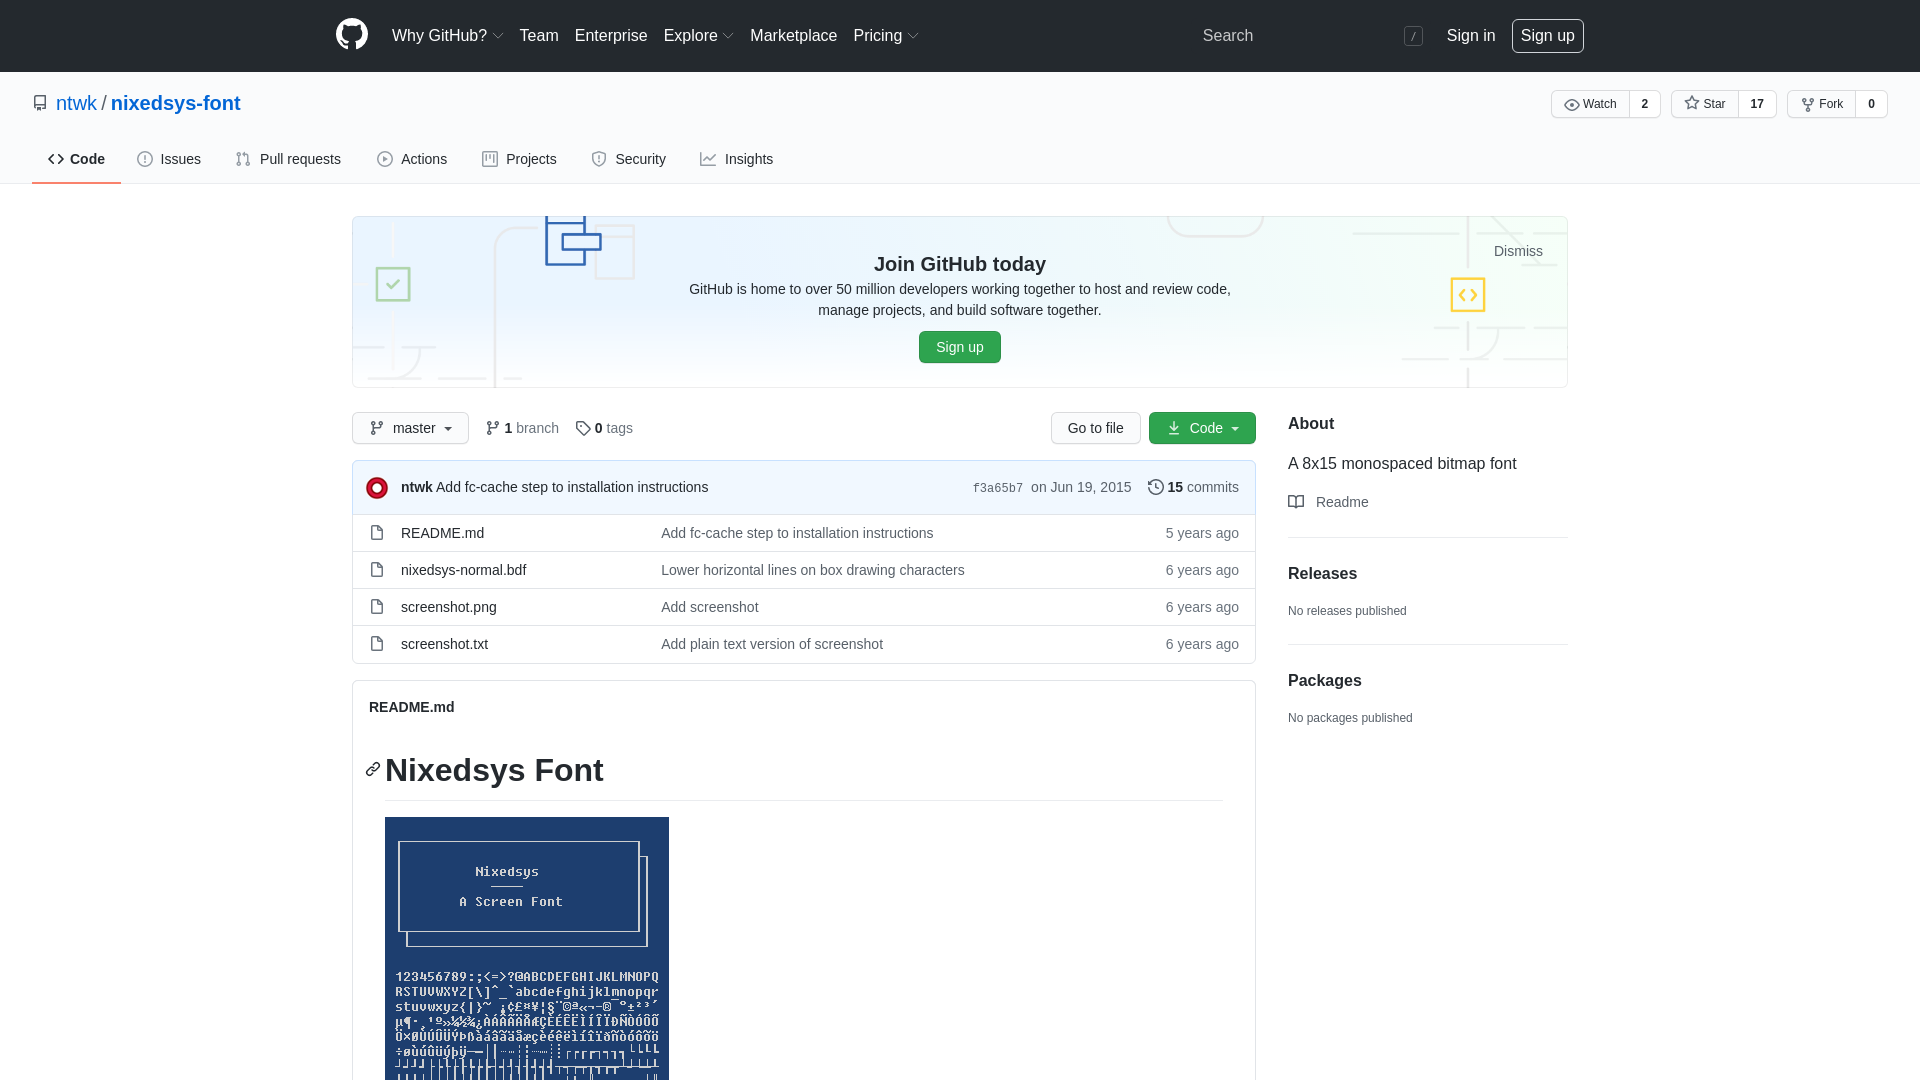 Why GitHub? Team Enterprise Explore Marketplace Pricing Search / Sign in Sign up
ntwk / nixedsys-font Watch 2 Star 17 Fork 0
Code Issues Pull requests Actions Projects Security Insights
Dismiss
Join GitHub today
GitHub is home to over 50 million developers working together to host and review code,
manage projects, and build software together.
Sign up
master 1 branch 0 tags Go to file Code
ntwk Add fc-cache step to installation instructions f3a65b7 on Jun 19, 2015 15 commits
README.md Add fc-cache step to installation instructions 5 years ago
nixedsys-normal.bdf Lower horizontal lines on box drawing characters 6 years ago
screenshot.png Add screenshot 6 years ago
screenshot.txt Add plain text version of screenshot 6 years ago
About
A 8x15 monospaced bitmap font
Readme
Releases
No releases published
Packages
No packages published
README.md
Nixedsys Font
Nixedsys
A Screen Font
123456789:;<=>?@ABCDEFGHIJKLMNOPQ
RSTUVWXYZ[\]^_`abcdefghijklmnopqr
stuvwxyz{|}~